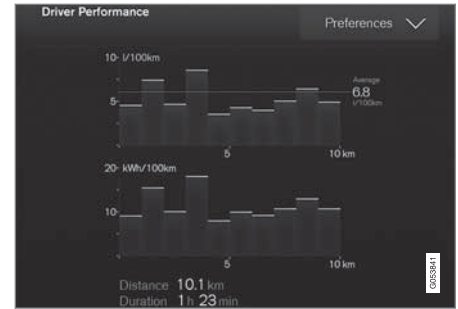 Driver Performance
Preferences
10- l/100km
Average
6.8
l/100km
5-
5
10 km
20- kWh/100km
10-
5
10 km
Distance 10.1 km
Duration 1 h 23 min
G053841